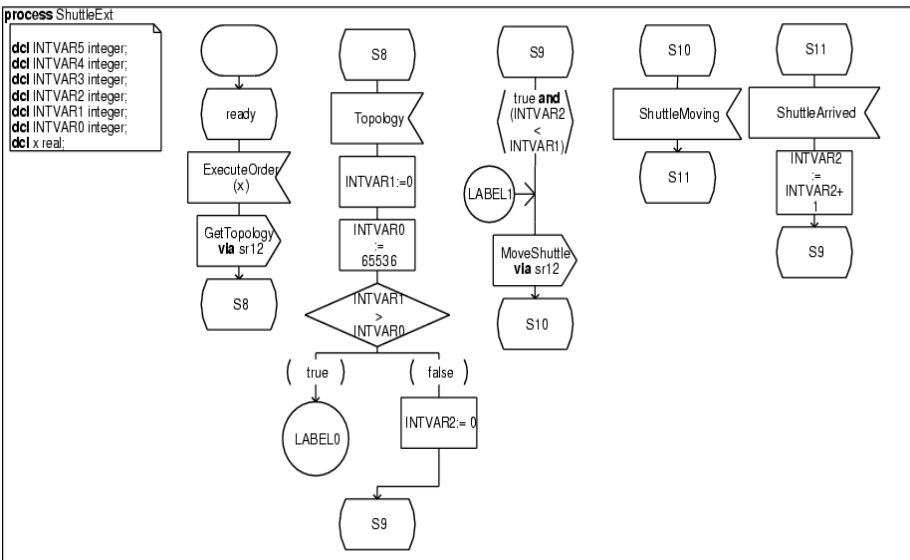 process ShuttleExt
dcl INTVAR5 integer;
dcl INTVAR4 integer;
dcl INTVAR3 integer;
dcl INTVAR2 integer;
dcl INTVAR1 integer;
dcl INTVAR0 integer;
dcl x real;
ready
ExecuteOrder
(x)
GetTopology
via sr12
S8
S8
Topology
INTVAR1:=0
INTVAR0
:=
65536
INTVAR1
>
INTVAR0
( true )
( false )
LABEL0
INTVAR2:= 0
S9
S9
true and
(INTVAR2
<
INTVAR1)
LABEL1
MoveShuttle
via sr12
S10
S10
ShuttleMoving
S11
S11
ShuttleArrived
INTVAR2
:=
INTVAR2+
1
S9